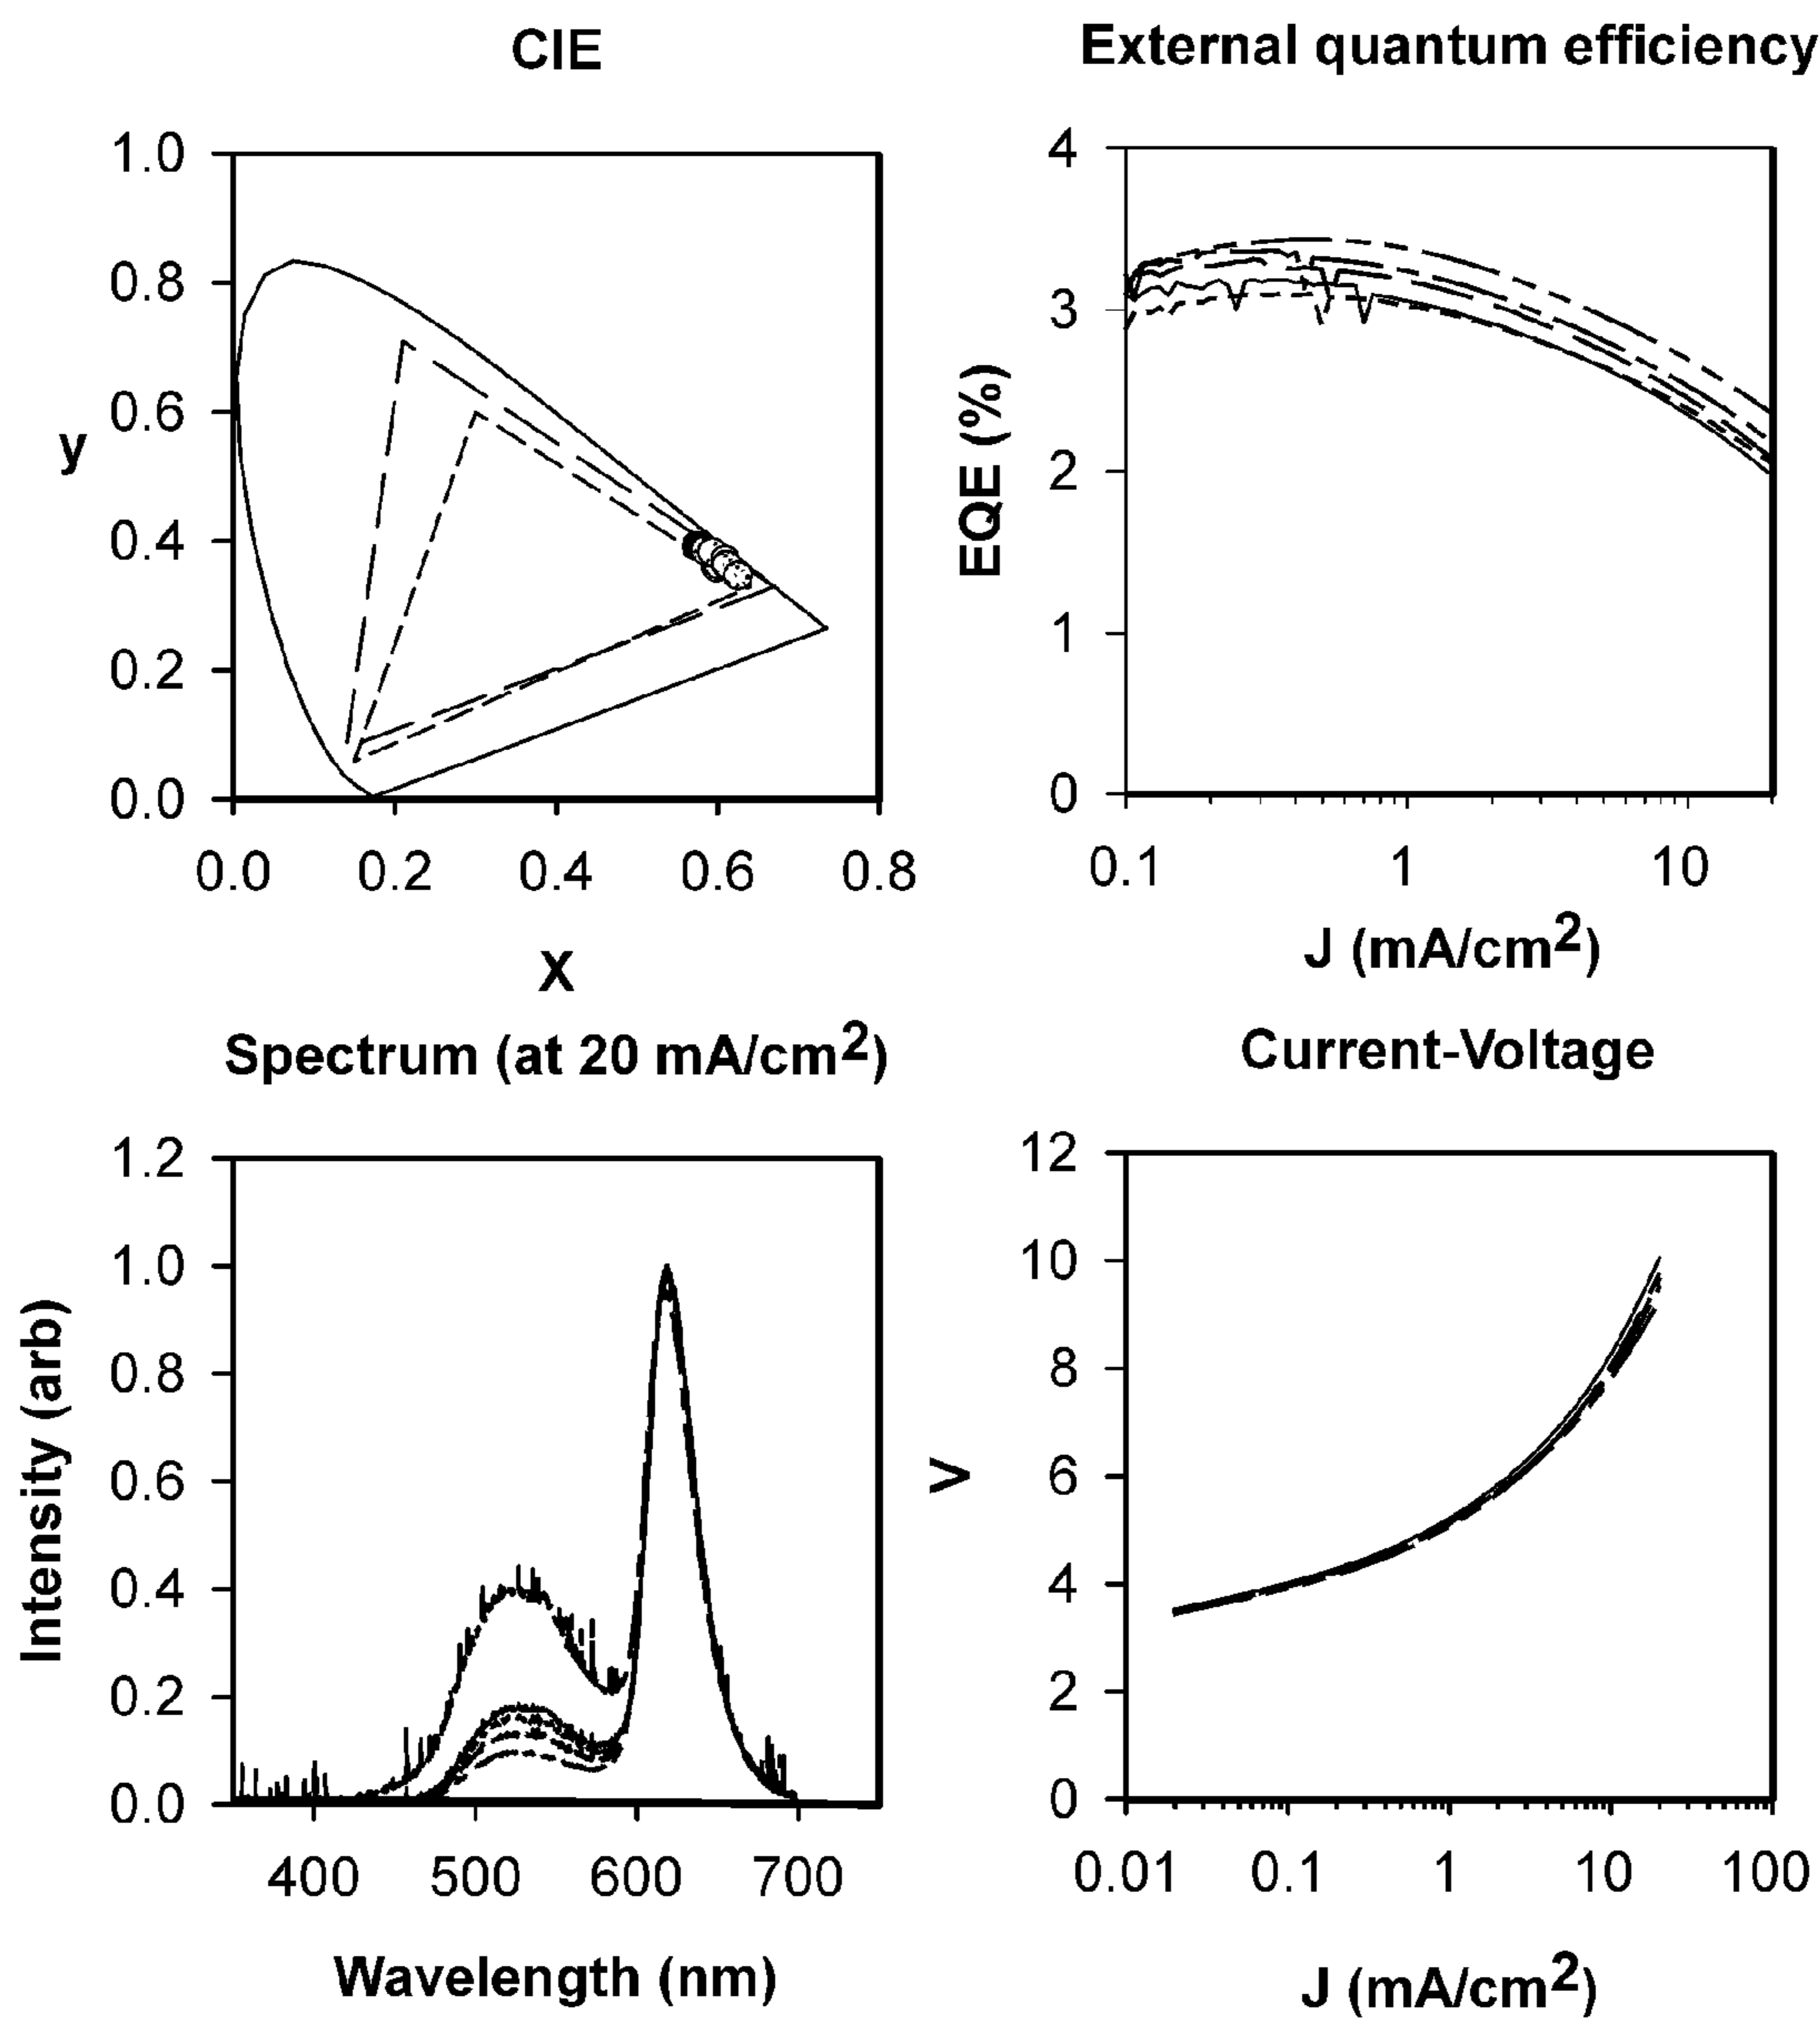 CIE
1.0
0.8
0.6
0.4
0.2
0.0
y
0.0 0.2 0.4 0.6 0.8
X
External quantum efficiency
4
3
2
1
0
EQE (%)
0.1 1 10
J (mA/cm2)
Spectrum (at 20 mA/cm2)
1.2
1.0
0.8
0.6
0.4
0.2
0.0
Intensity (arb)
400 500 600 700
Wavelength (nm)
Current-Voltage
12
10
8
6
4
2
0
V
0.01 0.1 1 10 100
J (mA/cm2)